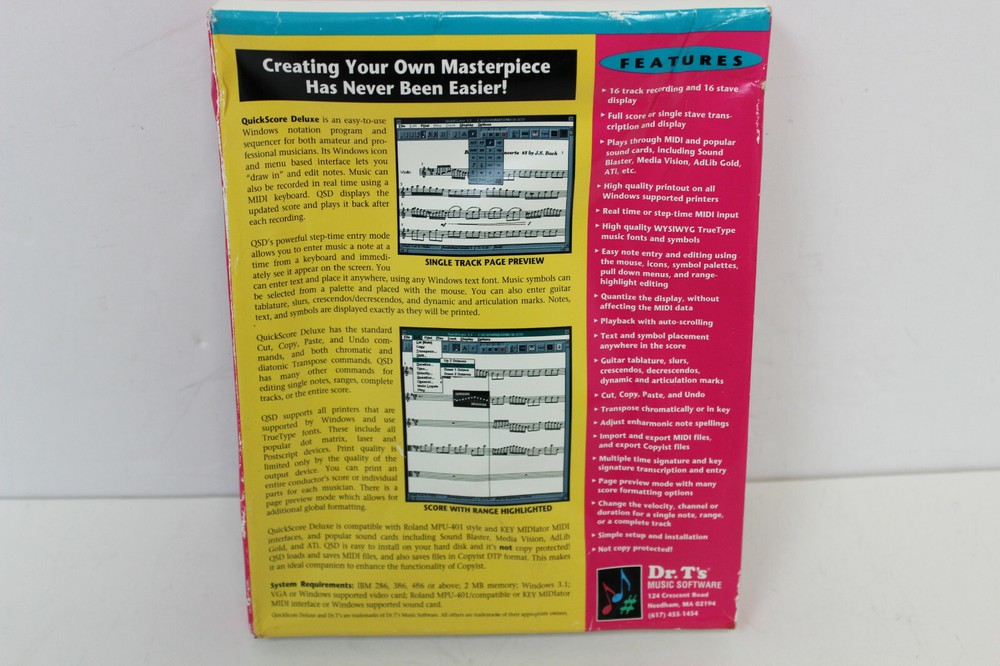 Creating Your Own Masterpiece
Has Never Been Easier!
QuickScore Deluxe is an easy-to-use
Windows notation program and
sequencer for both amateur and pro-
fessional musicians. Its Windows icon
and menu based interface lets you
"draw in" and edit notes. Music can
also be recorded in real time using a
MIDI keyboard. QSD displays the
updated score and plays it back after
each recording.
QSD's powerful step-time entry mode
allows you to enter music a note at a
time from a keyboard and immedi-
ately see it appear on the screen. You
can enter text and place it anywhere, using any Windows text font. Music symbols can
be selected from a palette and placed with the mouse. You can also enter guitar
tablature, slurs, crescendos/decrescendos, and dynamic and articulation marks. Notes,
text, and symbols are displayed exactly as they will be printed.
SINGLE TRACK PAGE PREVIEW
QuickScore Deluxe has the standard
Cut, Copy, Paste, and Undo com-
mands, and both chromatic and
diatonic Transpose commands. QSD
has many other commands for
editing single notes, ranges, complete
tracks, or the entire score.
QSD supports all printers that are
supported by Windows and use
TrueType fonts. These include all
popular dot matrix, laser and
Postscript devices. Print quality is
limited only by the quality of the
output device. You can print an
entire conductor's score or individual
parts for each musician. There is a
page preview mode which allows for
additional global formatting.
SCORE WITH RANGE HIGHLIGHTED
QuickScore Deluxe is compatible with Roland MPU-401 style and KEY MIDIator MIDI
interfaces, and popular sound cards including Sound Blaster, Media Vision, AdLib
Gold, and ATI. QSD is easy to install on your hard disk and it's not copy protected!
QSD loads and saves MIDI files, and also saves files in Copyist DTP format. This makes
it an ideal companion to enhance the functionality of Copyist.
System Requirements: IBM 286, 386, 486 or above; 2 MB memory; Windows 3.1;
VGA or Windows supported video card; Roland MPU-401/compatible or KEY MIDIator
MIDI interface or Windows supported sound card.
QuickScore Deluxe and Dr.T's are trademarks of Dr.T's Music Software. All others are trademarks of their appropriate owners.
FEATURES
16 track recording and 16 stave
display
Full score or single stave trans-
cription and display
Plays through MIDI and popular
sound cards, including Sound
Blaster, Media Vision, AdLib Gold,
ATI, etc.
High quality printout on all
Windows supported printers
Real time or step-time MIDI input
High quality WYSIWYG TrueType
music fonts and symbols
Easy note entry and editing using
the mouse, icons, symbol palettes,
pull down menus, and range-
highlight editing
Quantize the display, without
affecting the MIDI data
Playback with auto-scrolling
Text and symbol placement
anywhere in the score
Guitar tablature, slurs,
crescendos, decrescendos,
dynamic and articulation marks
Cut, Copy, Paste, and Undo
Transpose chromatically or in key
Adjust enharmonic note spellings
Import and export MIDI files,
and export Copyist files
Multiple time signature and key
signature transcription and entry
Page preview mode with many
score formatting options
Change the velocity, channel or
duration for a single note, range,
or a complete track
Simple setup and installation
Not copy protected!
Dr. T's
MUSIC SOFTWARE
124 Crescent Road
Needham, MA 02194
(617) 455-1454